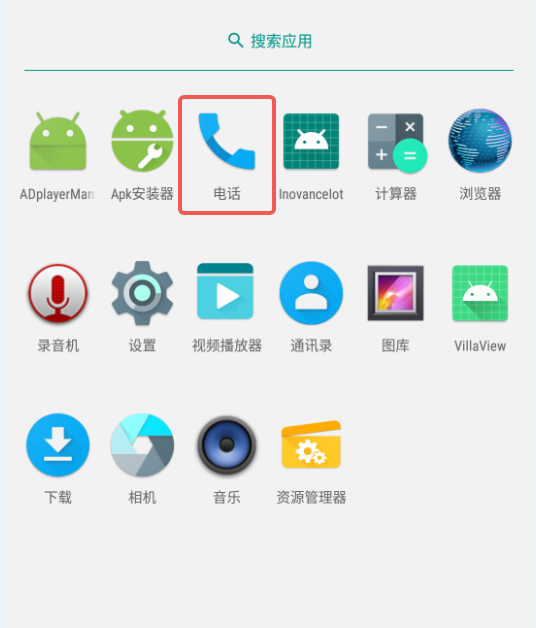 搜索应用
ADplayerMan
Apk安装器
电话
InovanceIot
计算器
浏览器
录音机
设置
视频播放器
通讯录
图库
VillaView
下载
相机
音乐
资源管理器